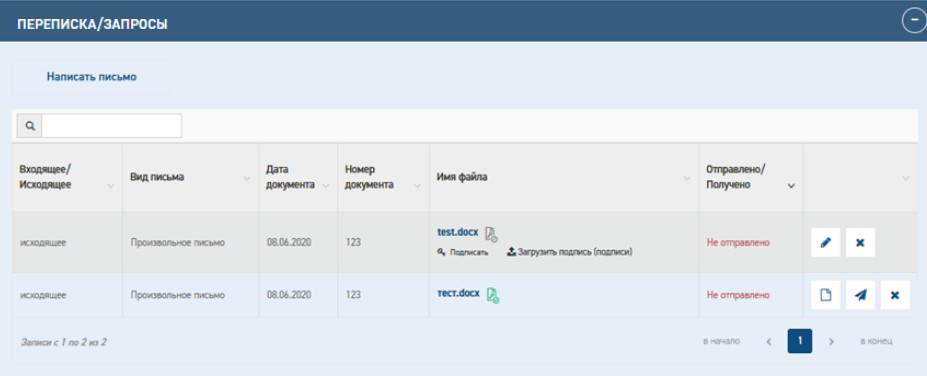 ПЕРЕПИСКА/ЗАПРОСЫ
Написать письмо
Входящее/
Исходящее
Вид письма
Дата
документа
Номер
документа
Имя файла
Отправлено/
Получено
исходящее
Произвольное письмо
08.06.2020
123
test.docx
Подписать
Загрузить подпись (подписи)
Не отправлено
исходящее
Произвольное письмо
08.06.2020
123
тест.docx
Не отправлено
Записи с 1 по 2 из 2
в начало
1
в конец